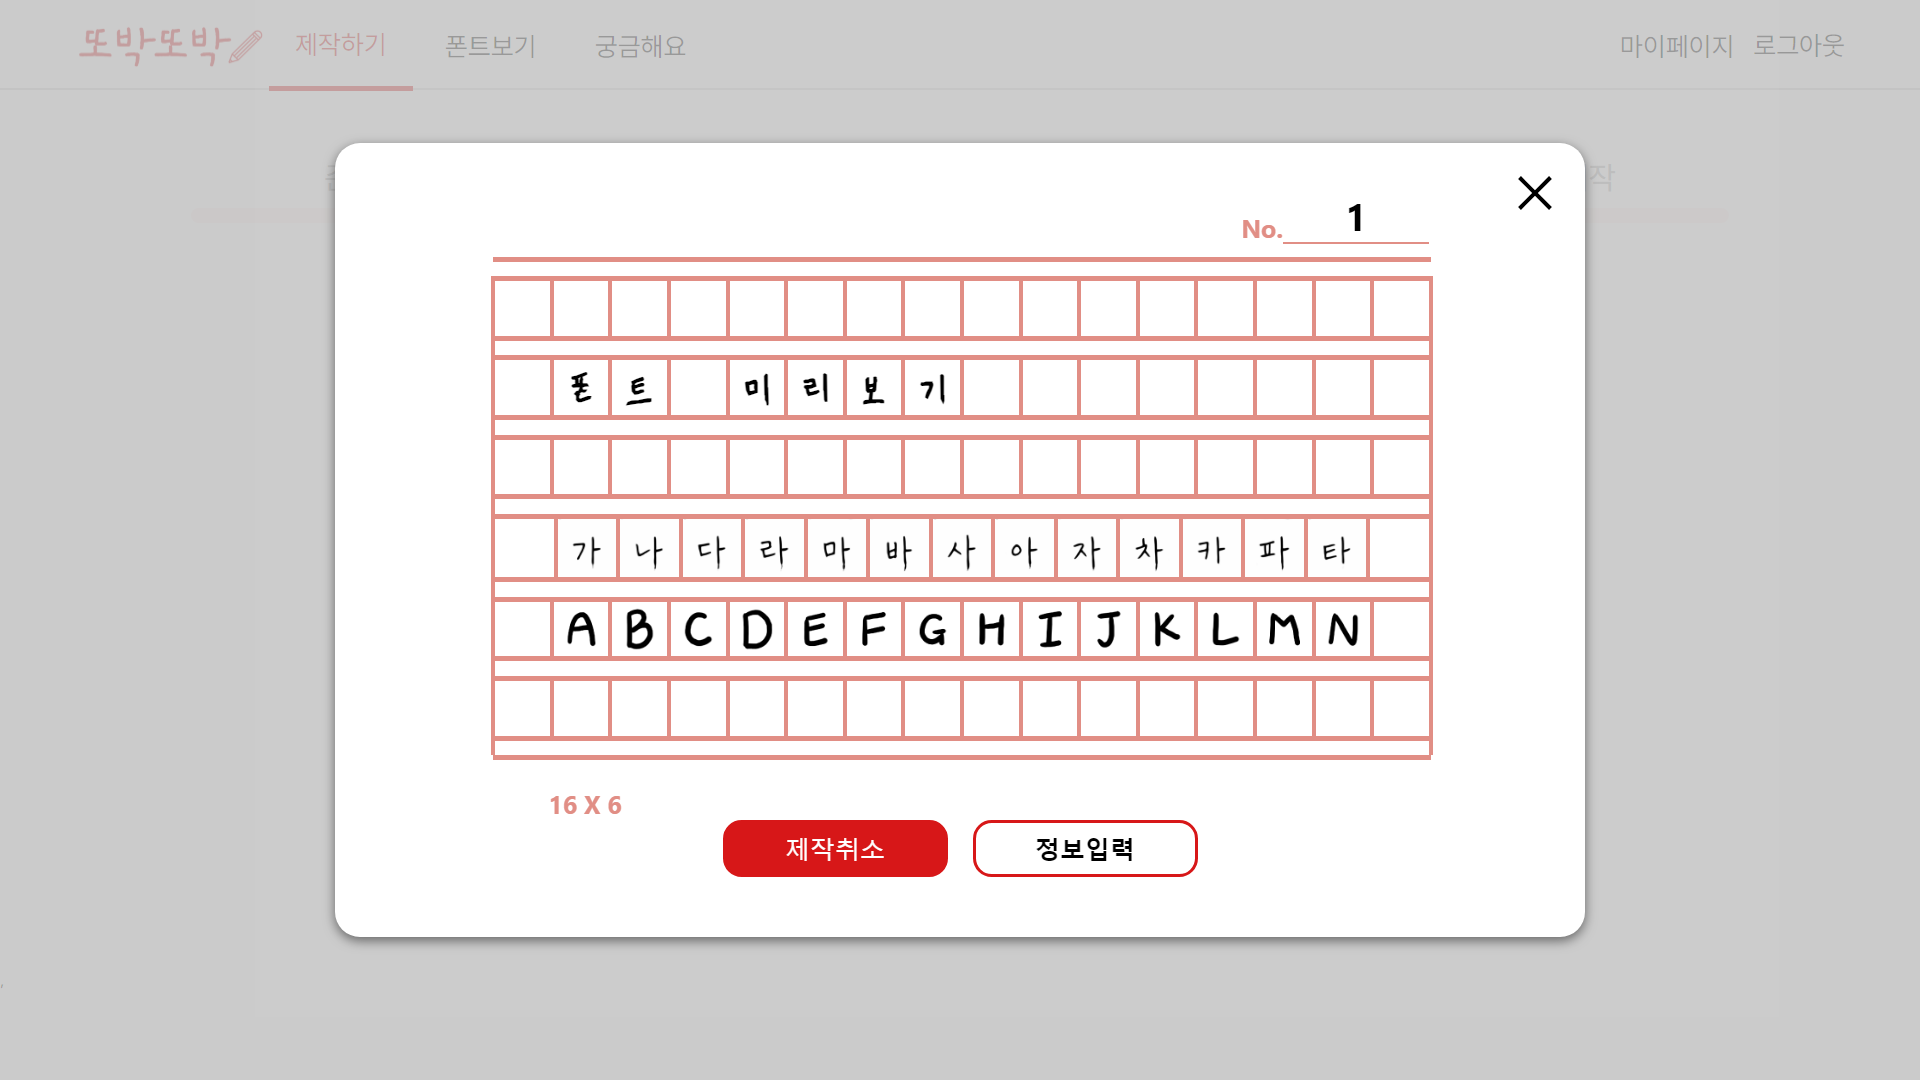 또박또박 제작하기 폰트보기 궁금해요 마이페이지 로그아웃
작
No. 1
폰트 미리보기
가나다라마바사아자차카파타
ABCDEFGHIJKLMN
16 X 6
제작취소 정보입력